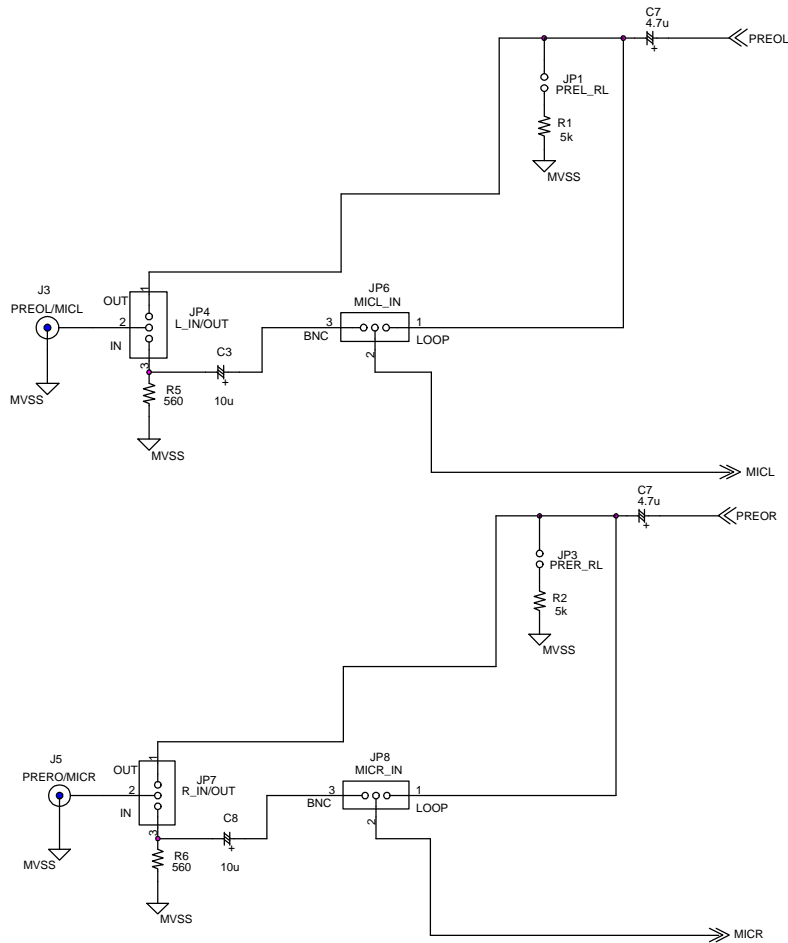 C7
4.7u
PREOL
JP1
PREL_RL
R1
5k
MVSS
J3
PREOL/MICL
OUT
1
JP4
L_IN/OUT
2
IN
3
MVSS
R5
560
MVSS
C3
10u
JP6
MICL_IN
3
BNC
1
LOOP
2
MICL
C7
4.7u
PREOR
JP3
PRER_RL
R2
5k
MVSS
J5
PRERO/MICR
OUT
1
JP7
R_IN/OUT
2
IN
3
MVSS
R6
560
MVSS
C8
10u
JP8
MICR_IN
3
BNC
1
LOOP
2
MICR
+
+
+
+